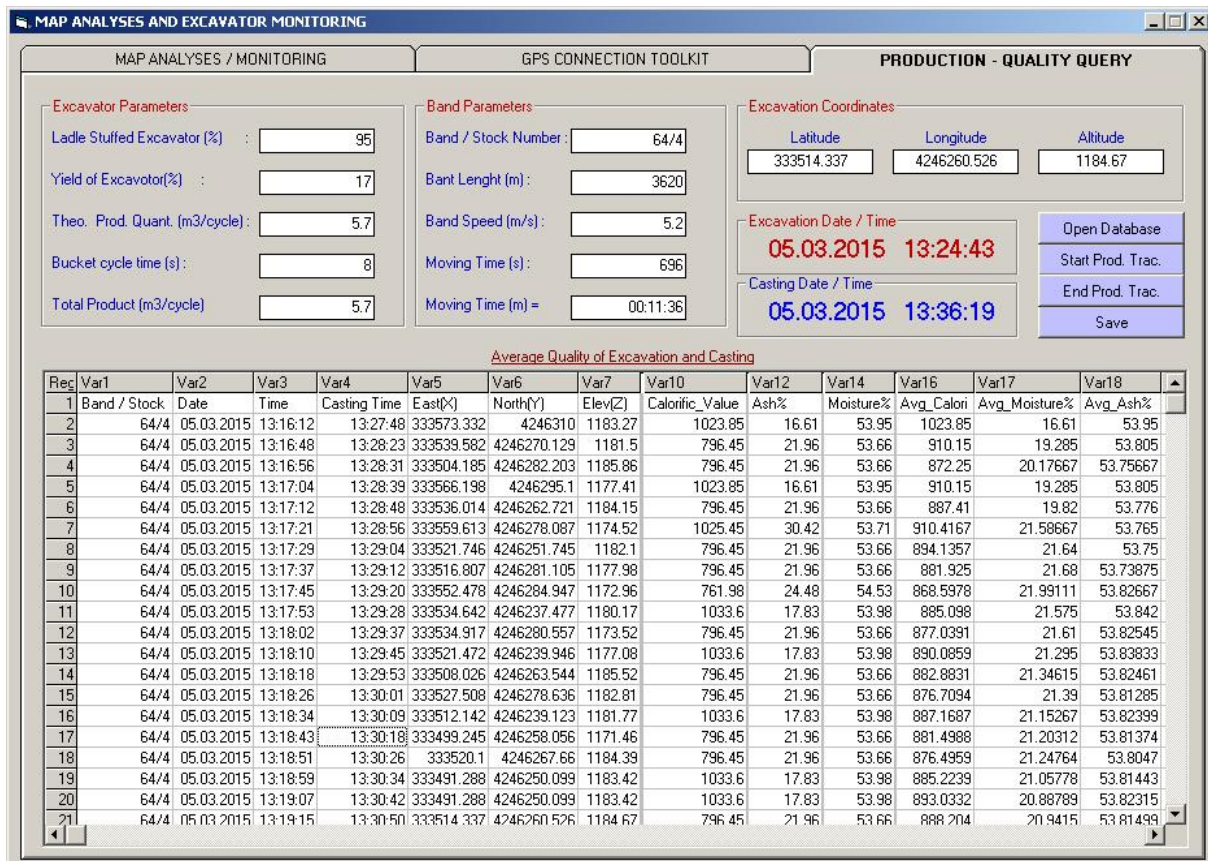 MAP ANALYSES AND EXCAVATOR MONITORING
MAP ANALYSES / MONITORING GPS CONNECTION TOOLKIT PRODUCTION - QUALITY QUERY
Excavator Parameters
Ladle Stuffed Excavator (%) : 95
Yield of Excavotor(%) : 17
Theo. Prod. Quant. (m3/cycle) : 5.7
Bucket cycle time (s) : 8
Total Product (m3/cycle) 5.7
Band Parameters
Band / Stock Number : 64/4
Bant Lenght (m) : 3620
Band Speed (m/s) : 5.2
Moving Time (s) : 696
Moving Time (m) = 00:11:36
Excavation Coordinates
Latitude Longitude Altitude
333514.337 4246260.526 1184.67
Excavation Date / Time
05.03.2015 13:24:43
Casting Date / Time
05.03.2015 13:36:19
Open Database
Start Prod. Trac.
End Prod. Trac.
Save
Average Quality of Excavation and Casting
Rec Var1 Var2 Var3 Var4 Var5 Var6 Var7 Var10 Var12 Var14 Var16 Var17 Var18
1 Band / Stock Date Time Casting Time East(X) North(Y) Elev(Z) Calorific_Value Ash% Moisture% Avg_Calori Avg_Moisture% Avg_Ash%
2 64/4 05.03.2015 13:16:12 13:27:48 333573.332 4246310 1183.27 1023.85 16.61 53.95 1023.85 16.61 53.95
3 64/4 05.03.2015 13:16:48 13:28:23 333539.582 4246270.129 1181.5 796.45 21.96 53.66 910.15 19.285 53.805
4 64/4 05.03.2015 13:16:56 13:28:31 333504.185 4246282.203 1185.86 796.45 21.96 53.66 872.25 20.17667 53.75667
5 64/4 05.03.2015 13:17:04 13:28:39 333566.198 4246295.1 1177.41 1023.85 16.61 53.95 910.15 19.285 53.805
6 64/4 05.03.2015 13:17:12 13:28:48 333536.014 4246262.721 1184.15 796.45 21.96 53.66 887.41 19.82 53.776
7 64/4 05.03.2015 13:17:21 13:28:56 333559.613 4246278.087 1174.52 1025.45 30.42 53.71 910.4167 21.58667 53.765
8 64/4 05.03.2015 13:17:29 13:29:04 333521.746 4246251.745 1182.1 796.45 21.96 53.66 894.1357 21.64 53.75
9 64/4 05.03.2015 13:17:37 13:29:12 333516.807 4246281.105 1177.98 796.45 21.96 53.66 881.925 21.68 53.73875
10 64/4 05.03.2015 13:17:45 13:29:20 333552.478 4246284.947 1172.96 761.98 24.48 54.53 868.5978 21.99111 53.82667
11 64/4 05.03.2015 13:17:53 13:29:28 333534.642 4246237.477 1180.17 1033.6 17.83 53.98 885.098 21.575 53.842
12 64/4 05.03.2015 13:18:02 13:29:37 333534.917 4246280.557 1173.52 796.45 21.96 53.66 877.0391 21.61 53.82545
13 64/4 05.03.2015 13:18:10 13:29:45 333521.472 4246239.946 1177.08 1033.6 17.83 53.98 890.0859 21.295 53.83833
14 64/4 05.03.2015 13:18:18 13:29:53 333508.026 4246263.544 1185.52 796.45 21.96 53.66 882.8831 21.34615 53.82461
15 64/4 05.03.2015 13:18:26 13:30:01 333527.508 4246278.636 1182.81 796.45 21.96 53.66 876.7094 21.39 53.81285
16 64/4 05.03.2015 13:18:34 13:30:09 333512.142 4246239.123 1181.77 1033.6 17.83 53.98 887.1687 21.15267 53.82399
17 64/4 05.03.2015 13:18:43 13:30:18 333499.245 4246258.056 1171.46 796.45 21.96 53.66 881.4988 21.20312 53.81374
18 64/4 05.03.2015 13:18:51 13:30:26 333520.1 4246267.66 1184.39 796.45 21.96 53.66 876.4959 21.24764 53.8047
19 64/4 05.03.2015 13:18:59 13:30:34 333491.288 4246250.099 1183.42 1033.6 17.83 53.98 885.2239 21.05778 53.81443
20 64/4 05.03.2015 13:19:07 13:30:42 333491.288 4246250.099 1183.42 1033.6 17.83 53.98 893.0332 20.88789 53.82315
21 64/4 05.03.2015 13:19:15 13:30:50 333514.337 4246260.526 1184.67 796.45 21.96 53.66 888.204 20.9415 53.81499